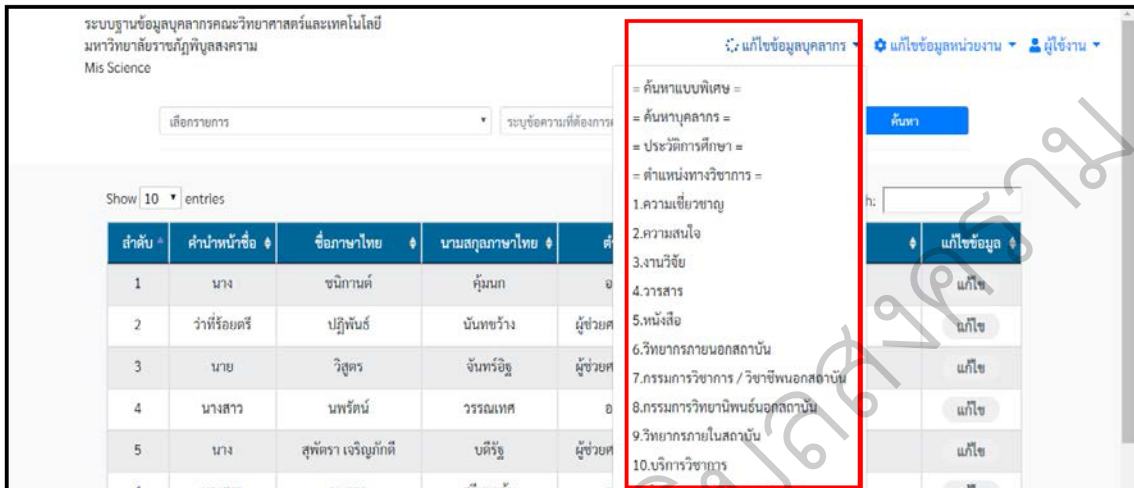 ระบบฐานข้อมูลบุคลากรคณะวิทยาศาสตร์และเทคโนโลยี
มหาวิทยาลัยราชภัฏพิบูลสงคราม
Mis Science
แก้ไขข้อมูลบุคลากร แก้ไขข้อมูลหน่วยงาน ผู้ใช้งาน
= ค้นหาแบบพิเศษ =
= ค้นหาบุคลากร =
= ประวัติการศึกษา =
= ตำแหน่งทางวิชาการ =
1.ความเชี่ยวชาญ
2.ความสนใจ
3.งานวิจัย
4.วารสาร
5.หนังสือ
6.วิทยากรภายนอกสถาบัน
7.กรรมการวิชาการ / วิชาชีพนอกสถาบัน
8.กรรมการวิทยานิพนธ์นอกสถาบัน
9.วิทยากรภายในสถาบัน
10.บริการวิชาการ
เลือกรายการ ระบุข้อความที่ต้องการ ค้นหา
Show 10 entries h:
ลำดับ คำนำหน้าชื่อ ชื่อภาษาไทย นามสกุลภาษาไทย แก้ไขข้อมูล
1 นาง ชนิกานต์ คุ้มนก แก้ไข
2 ว่าที่ร้อยตรี ปฏิพันธ์ นันทขว้าง ผู้ช่วยศ แก้ไข
3 นาย วิสูตร จันทร์อิฐ ผู้ช่วยศ แก้ไข
4 นางสาว นพรัตน์ วรรณเทศ อ แก้ไข
5 นาง สุพัตรา เจริญภักดี บดีรัฐ ผู้ช่วยศ แก้ไข